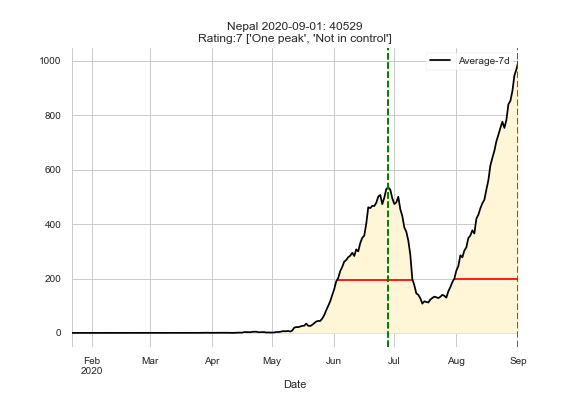 Nepal 2020-09-01: 40529
Rating:7 ['One peak', 'Not in control']
Average-7d
1000
800
600
400
200
0
Feb Mar Apr May Jun Jul Aug Sep
2020
Date